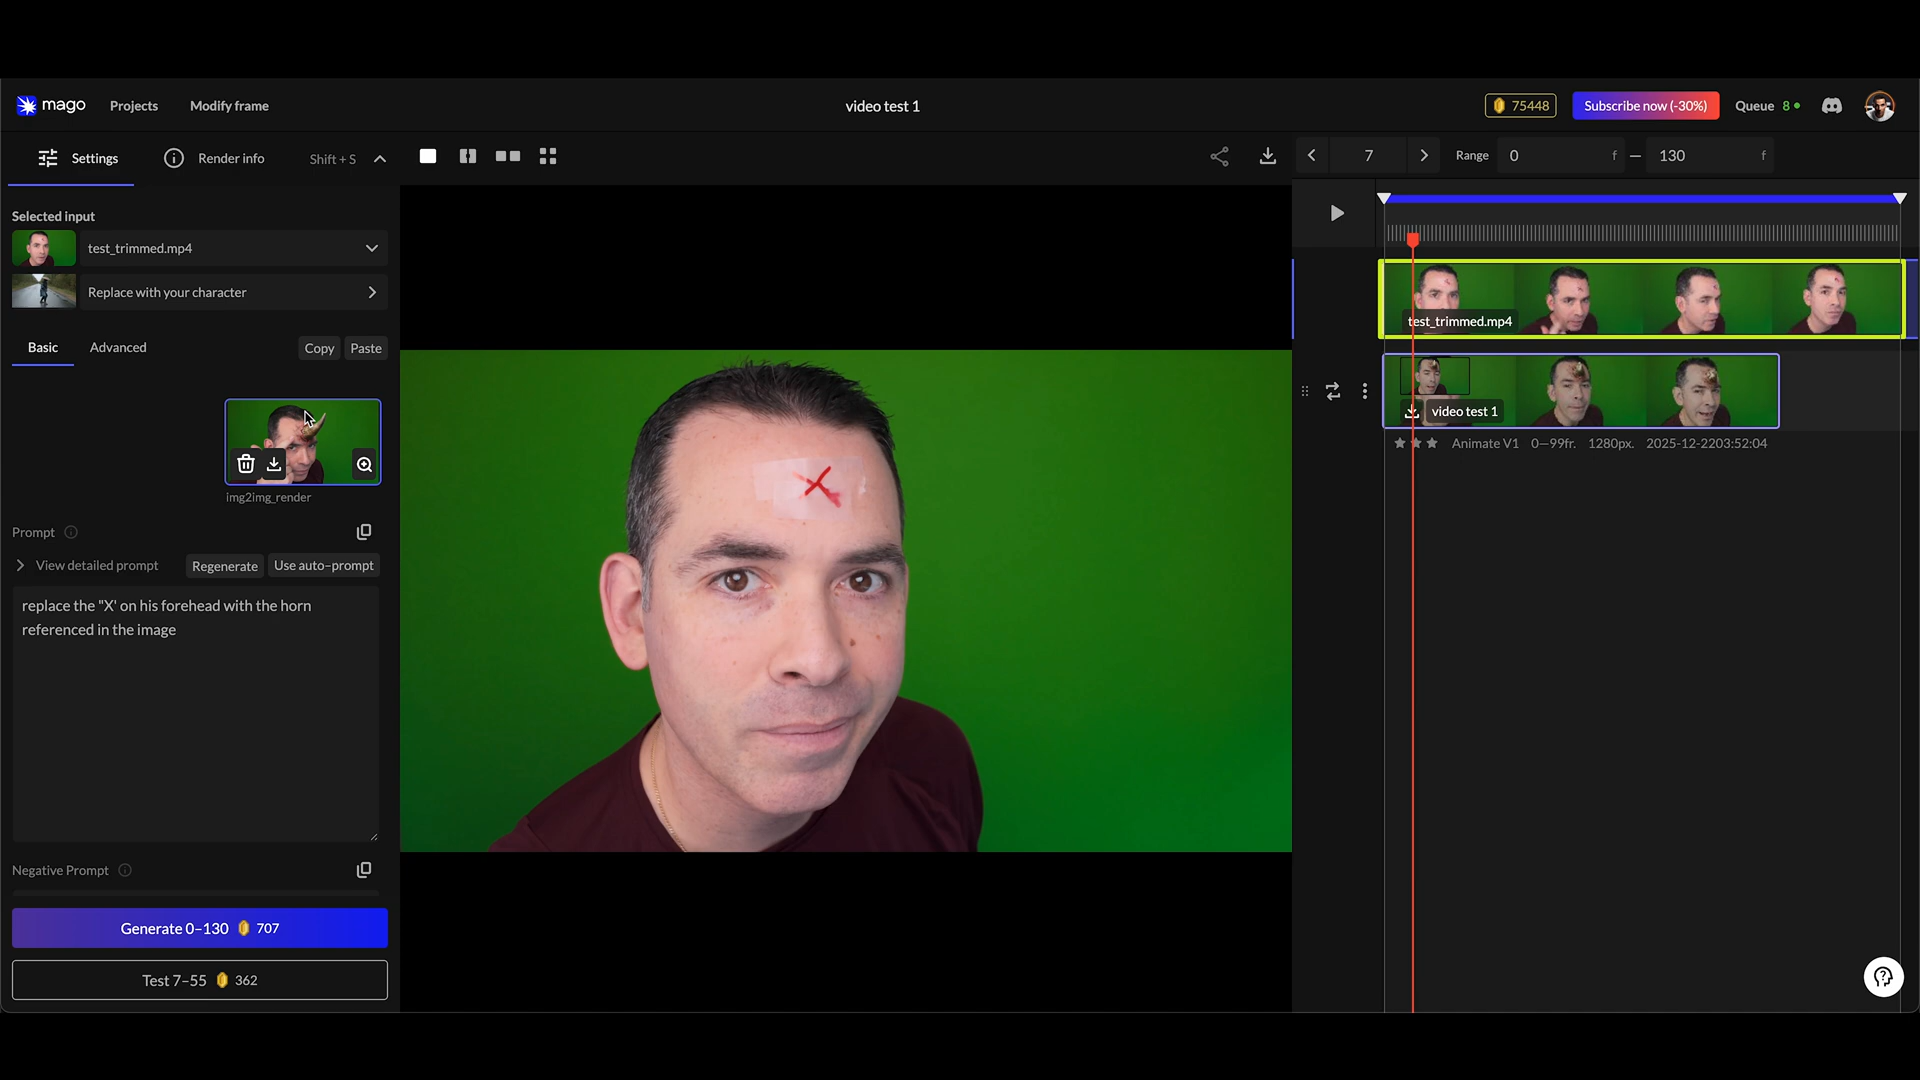 mago
Projects
Modify frame
video test 1
75448
Subscribe now (-30%)
Queue 8
Settings
Render info
Shift + S
7
Range
0
f
—
130
f
Selected input
test_trimmed.mp4
Replace with your character
Basic
Advanced
Copy
Paste
img2img_render
Prompt
View detailed prompt
Regenerate
Use auto-prompt
replace the "X' on his forehead with the horn
referenced in the image
Negative Prompt
Generate 0–130 707
Test 7–55 362
X
test_trimmed.mp4
video test 1
Animate V1 0—99fr. 1280px. 2025-12-2203:52:04